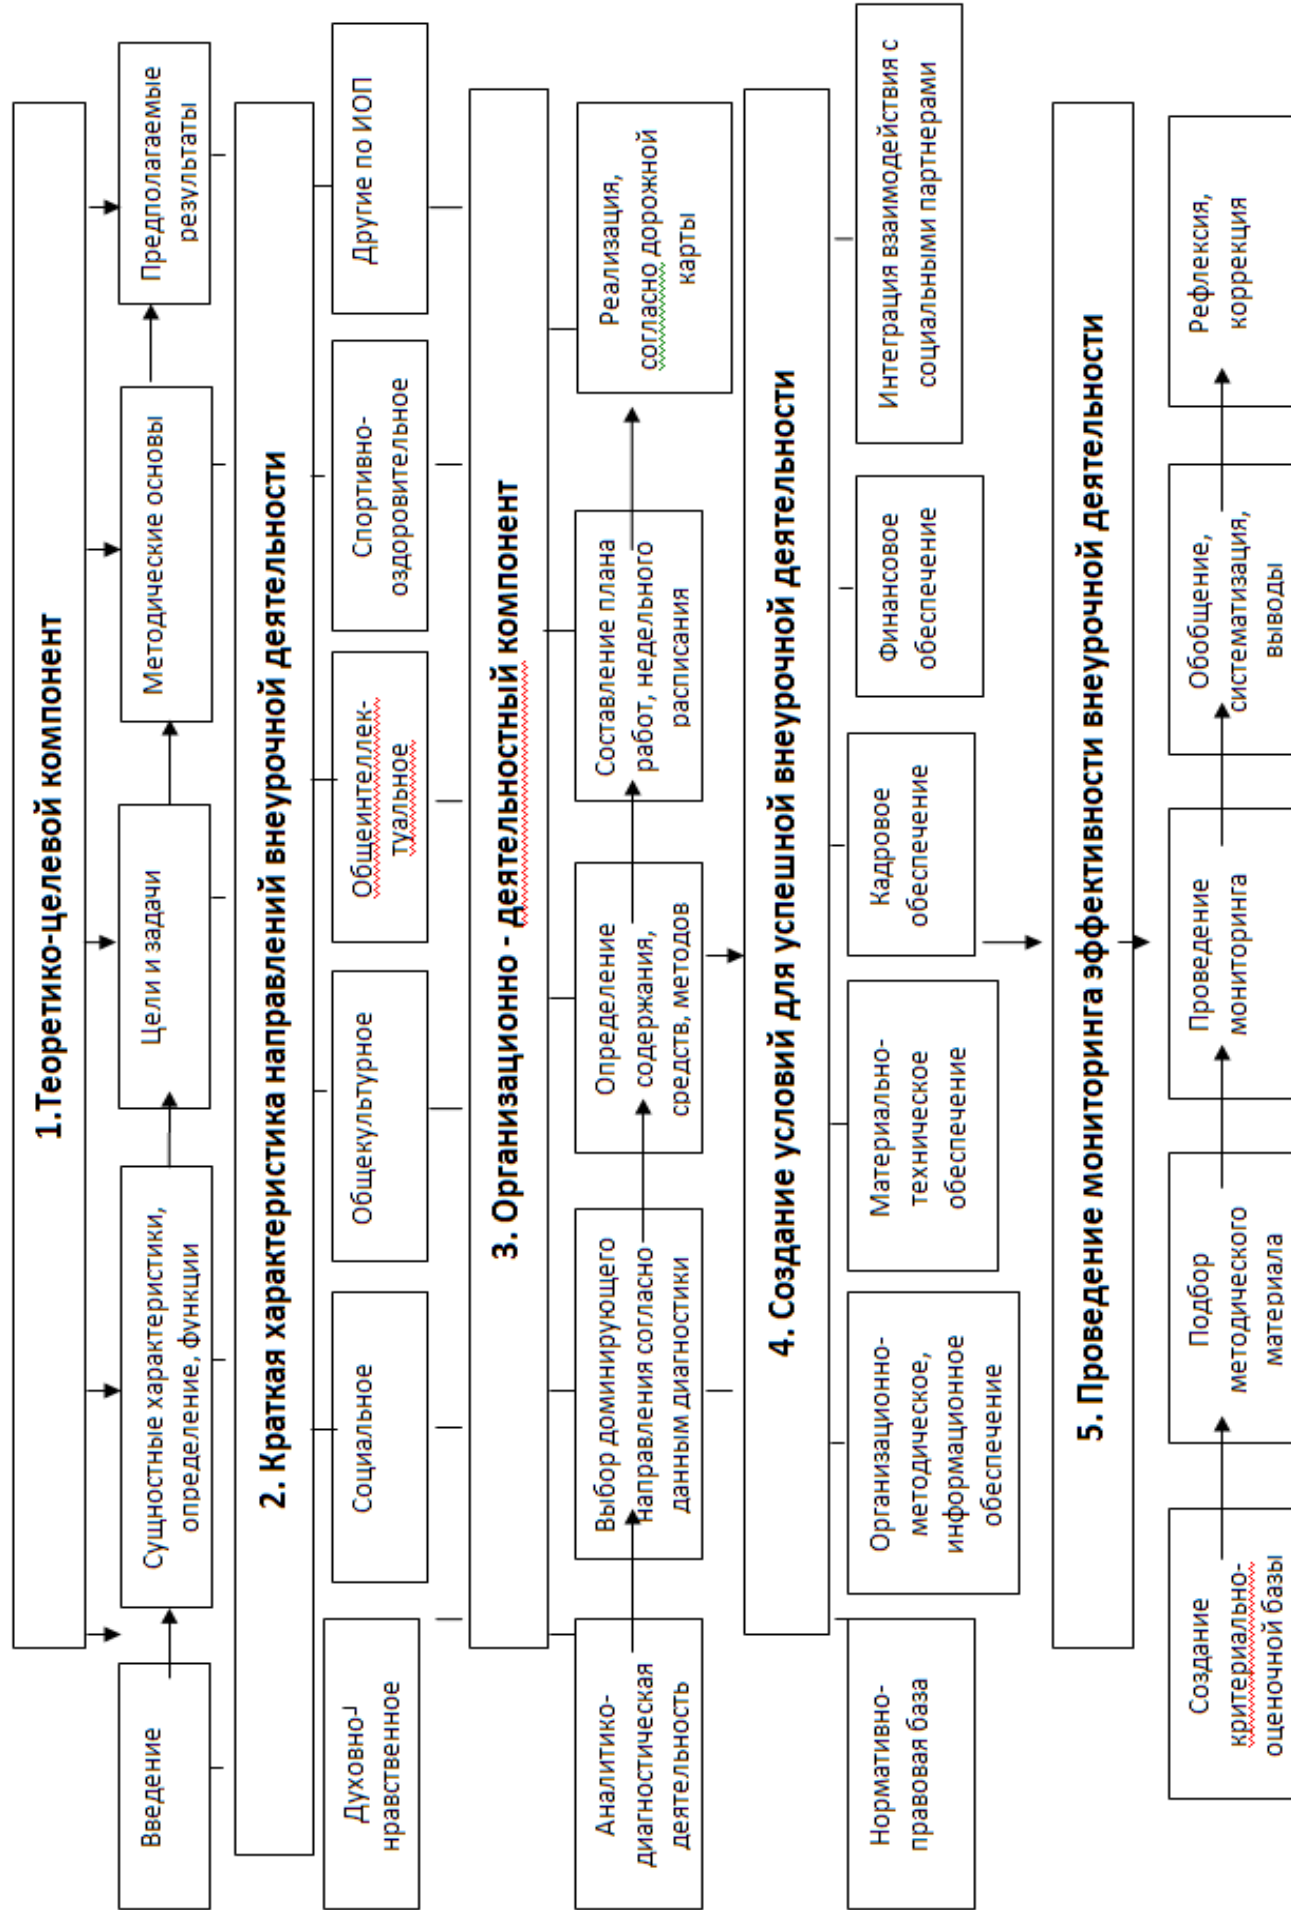 1.Теоретико-целевой компонент
Введение
Сущностные характеристики,
определение, функции
Цели и задачи
Методические основы
Предполагаемые
результаты
2. Краткая характеристика направлений внеурочной деятельности
Духовно-
нравственное
Социальное
Общекультурное
Общеинтеллек-
туальное
Спортивно-
оздоровительное
Другие по ИОП
3. Организационно - деятельностный компонент
Аналитико-
диагностическая
деятельность
Выбор доминирующего
направления согласно
данным диагностики
Определение
содержания,
средств, методов
Составление плана
работ, недельного
расписания
Реализация,
согласно дорожной
карты
4. Создание условий для успешной внеурочной деятельности
Нормативно-
правовая база
Организационно-
методическое,
информационное
обеспечение
Материально-
техническое
обеспечение
Кадровое
обеспечение
Финансовое
обеспечение
Интеграция взаимодействия с
социальными партнерами
5. Проведение мониторинга эффективности внеурочной деятельности
Создание
критериально-
оценочной базы
Подбор
методического
материала
Проведение
мониторинга
Обобщение,
систематизация,
выводы
Рефлексия,
коррекция